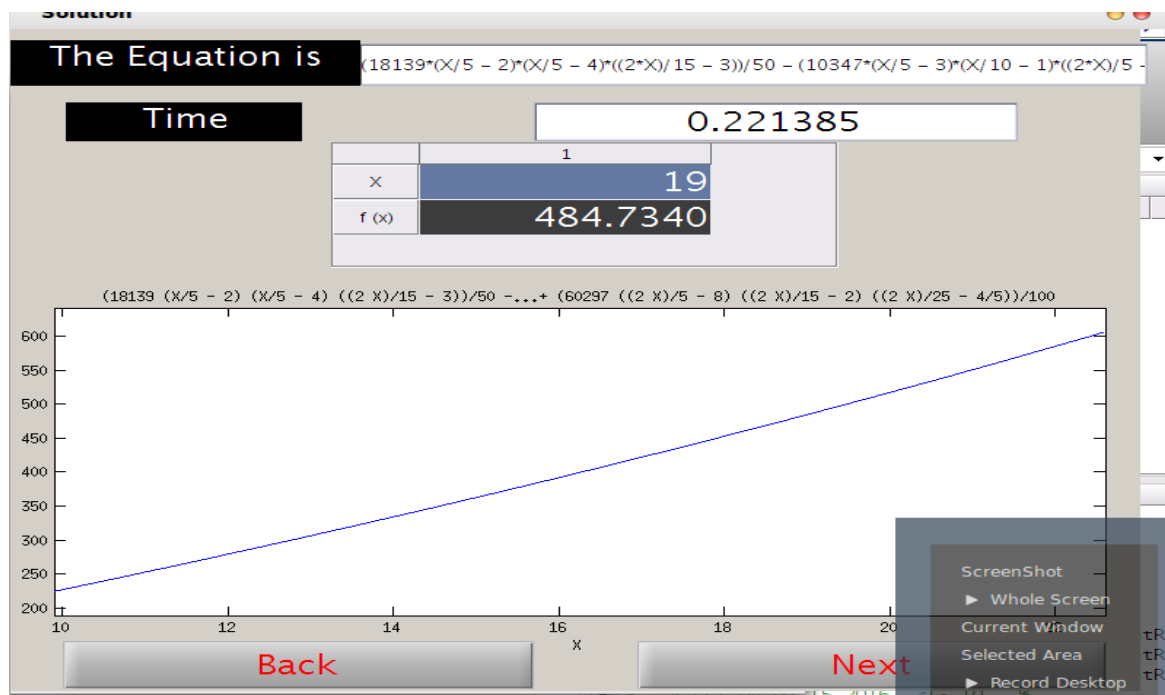 Solution
The Equation is
(18139*(X/5 - 2)*(X/5 - 4)*((2*X)/15 - 3))/50 - (10347*(X/5 - 3)*(X/10 - 1)*((2*X)/5 -
Time
0.221385
1
X
19
f (x)
484.7340
(18139 (X/5 - 2) (X/5 - 4) ((2 X)/15 - 3))/50 -...+ (60297 ((2 X)/5 - 8) ((2 X)/15 - 2) ((2 X)/25 - 4/5))/100
600
550
500
450
400
350
300
250
200
10
12
14
16
18
20
X
Back
Next
ScreenShot
► Whole Screen
Current Window
Selected Area
► Record Desktop
tR
tR
tR